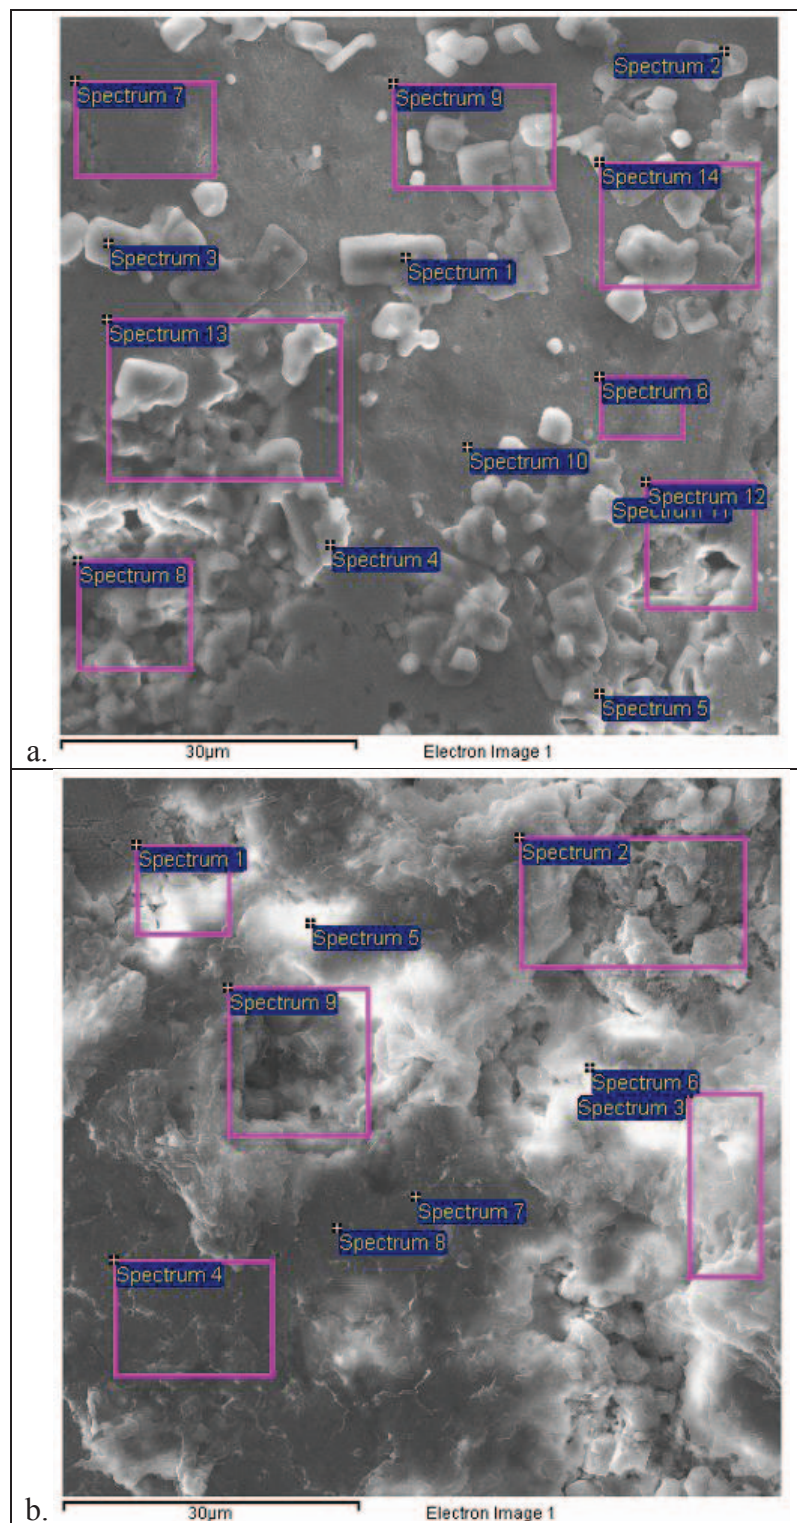 Spectrum 2
Spectrum 7
Spectrum 9
Spectrum 14
Spectrum 3
Spectrum 1
Spectrum 13
Spectrum 6
Spectrum 10
Spectrum 12
Spectrum 11
Spectrum 4
Spectrum 8
Spectrum 5
a.
30µm
Electron Image 1
Spectrum 1
Spectrum 2
Spectrum 5
Spectrum 9
Spectrum 6
Spectrum 3
Spectrum 7
Spectrum 8
Spectrum 4
b.
30µm
Electron Image 1